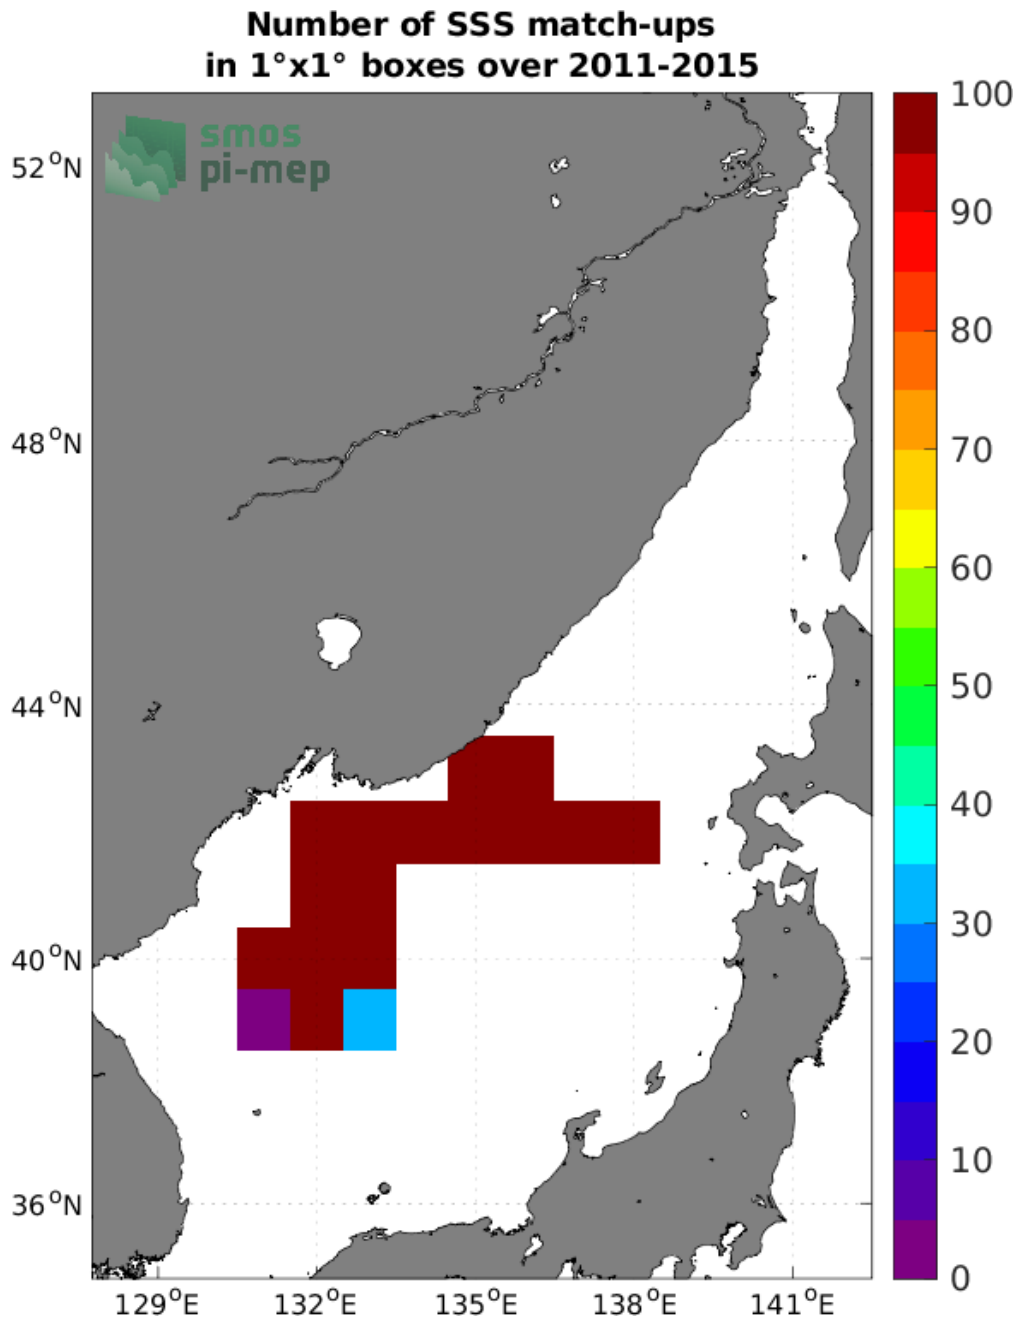 Number of SSS match-ups
in 1°x1° boxes over 2011-2015
smos
pi-mep
52°N
48°N
44°N
40°N
36°N
129°E 132°E 135°E 138°E 141°E
100
90
80
70
60
50
40
30
20
10
0